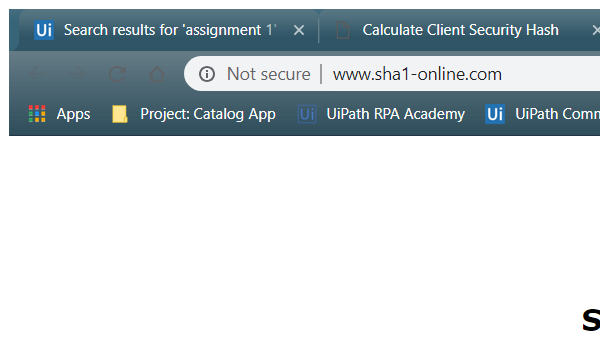 Ui Search results for 'assignment 1' Calculate Client Security Hash
Not secure | www.sha1-online.com
Apps Project: Catalog App Ui UiPath RPA Academy Ui UiPath Comm
S